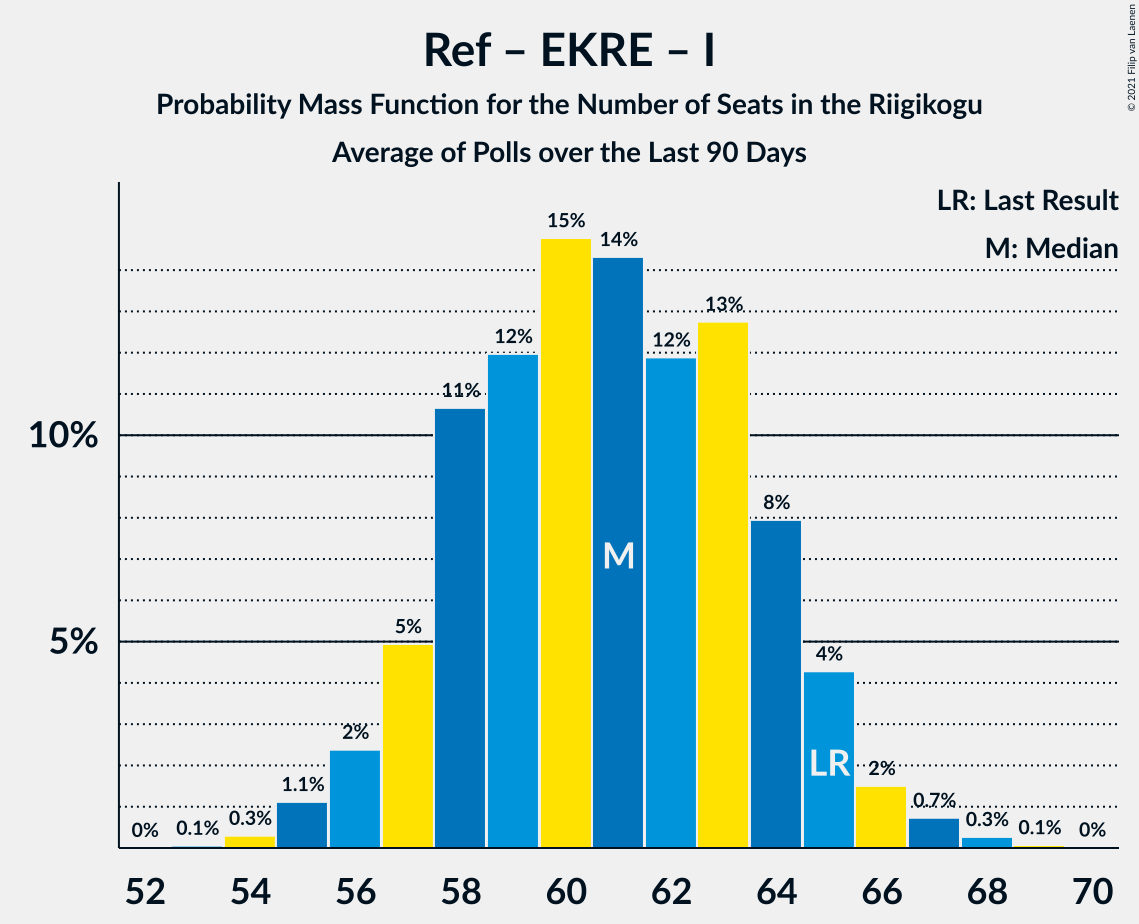 Ref – EKRE – I
Probability Mass Function for the Number of Seats in the Riigikogu
Average of Polls over the Last 90 Days
© 2021 Filip van Laenen
LR: Last Result
M: Median
10%
5%
0%
0.1%
0.3%
1.1%
2%
5%
11%
12%
15%
14%
12%
13%
8%
4%
2%
0.7%
0.3%
0.1%
0%
M
LR
52 54 56 58 60 62 64 66 68 70